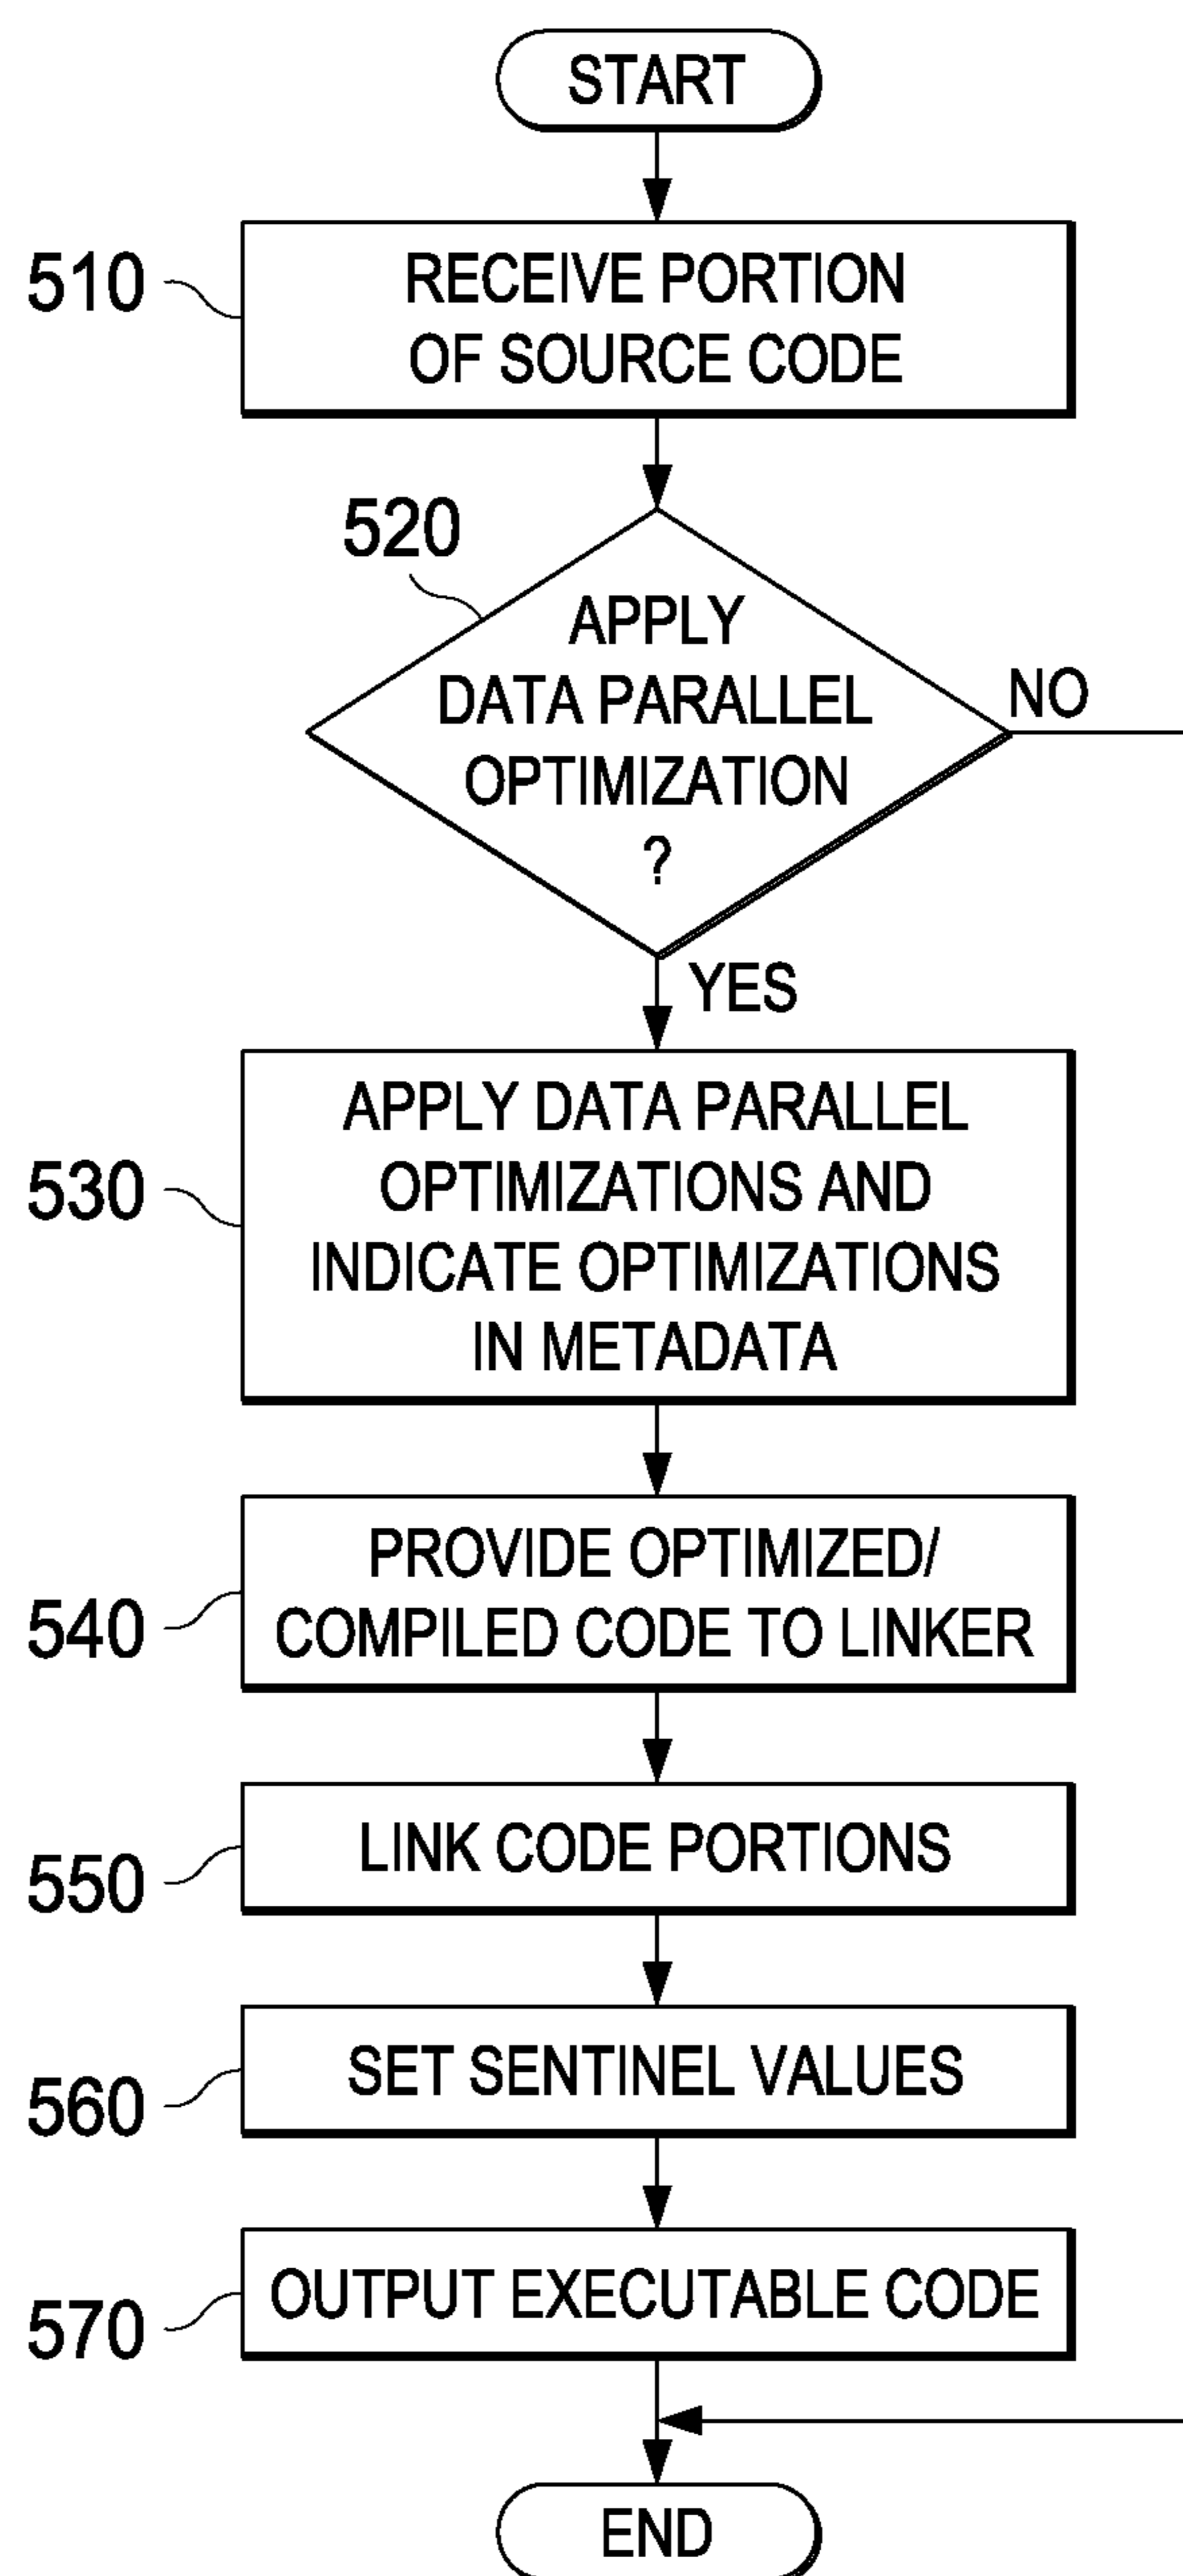 START
510
RECEIVE PORTION
OF SOURCE CODE
520
APPLY
DATA PARALLEL
OPTIMIZATION
?
NO
YES
530
APPLY DATA PARALLEL
OPTIMIZATIONS AND
INDICATE OPTIMIZATIONS
IN METADATA
540
PROVIDE OPTIMIZED/
COMPILED CODE TO LINKER
550
LINK CODE PORTIONS
560
SET SENTINEL VALUES
570
OUTPUT EXECUTABLE CODE
END